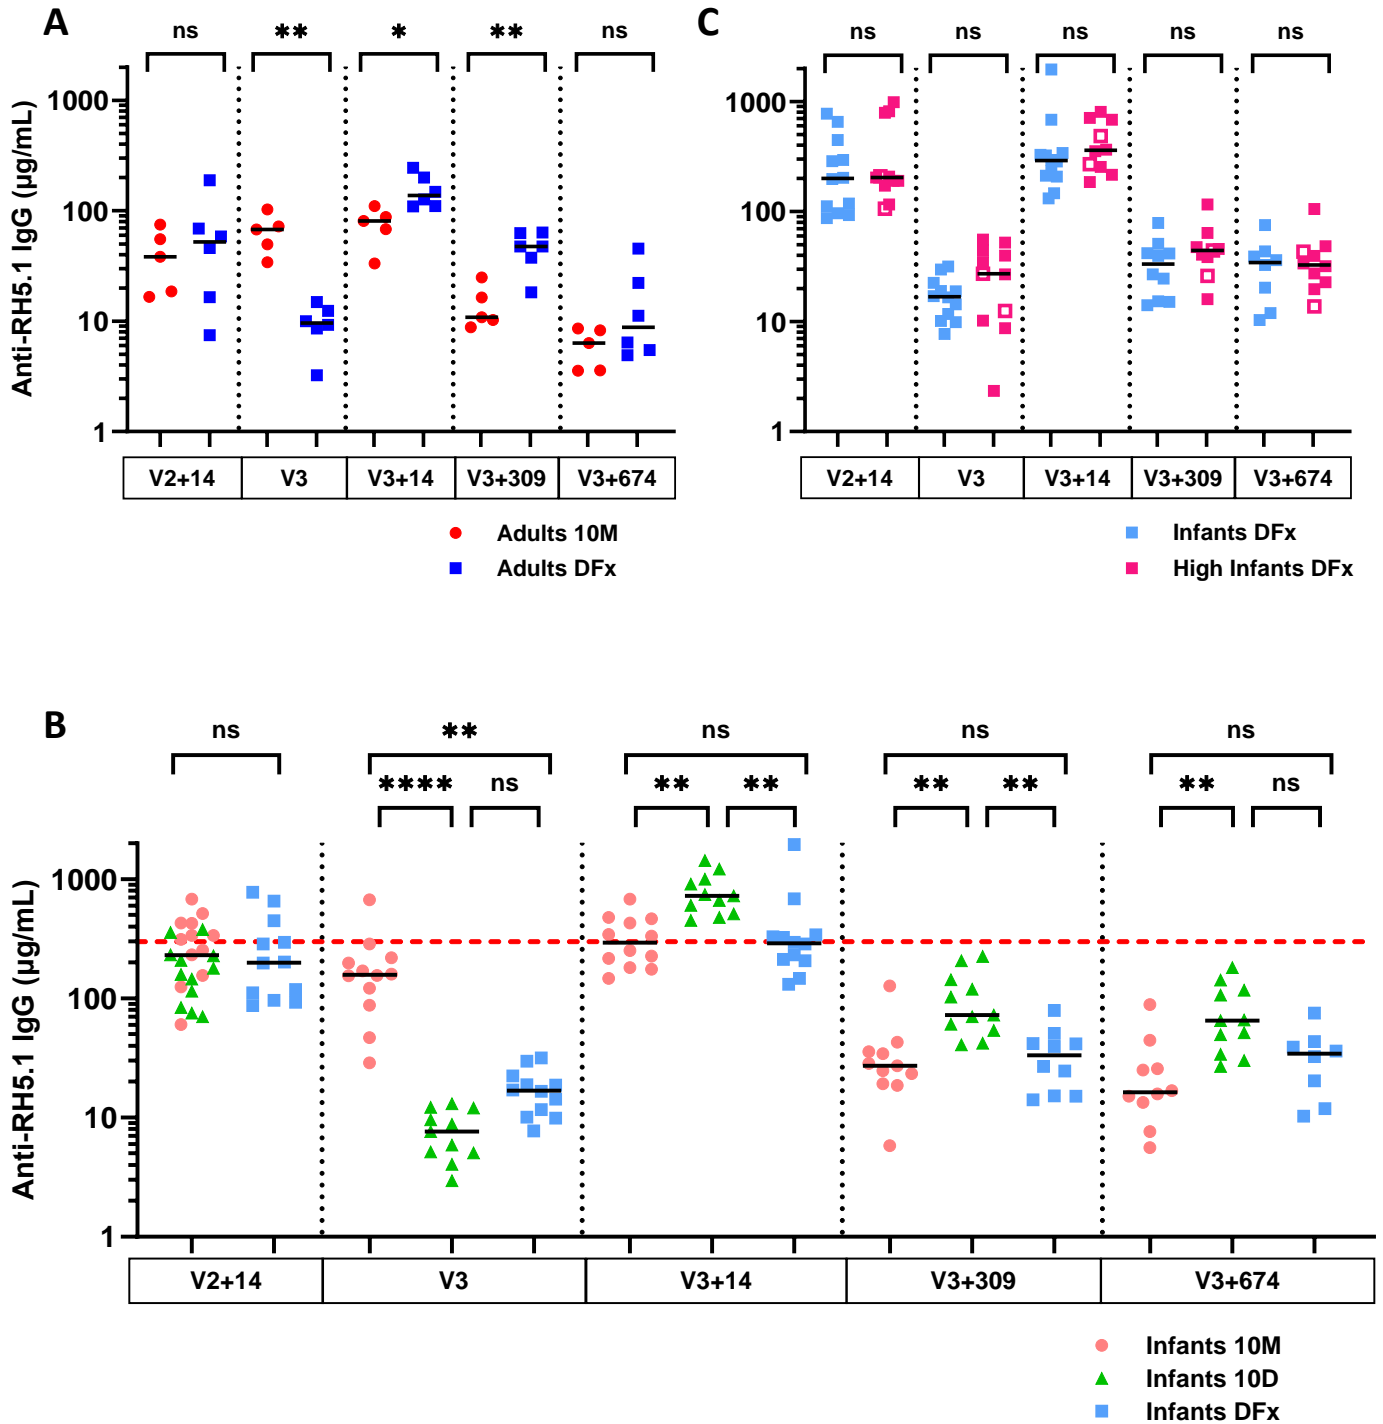 A
ns ** * ** ns
Anti-RH5.1 IgG (µg/mL)
1000
100
10
1
V2+14 V3 V3+14 V3+309 V3+674
Adults 10M
Adults DFx
C
ns ns ns ns ns
1000
100
10
1
V2+14 V3 V3+14 V3+309 V3+674
Infants DFx
High Infants DFx
B
ns ** ns ns ns
**** ns ** ** ** ** ** ns
Anti-RH5.1 IgG (µg/mL)
1000
100
10
1
V2+14 V3 V3+14 V3+309 V3+674
Infants 10M
Infants 10D
Infants DFx